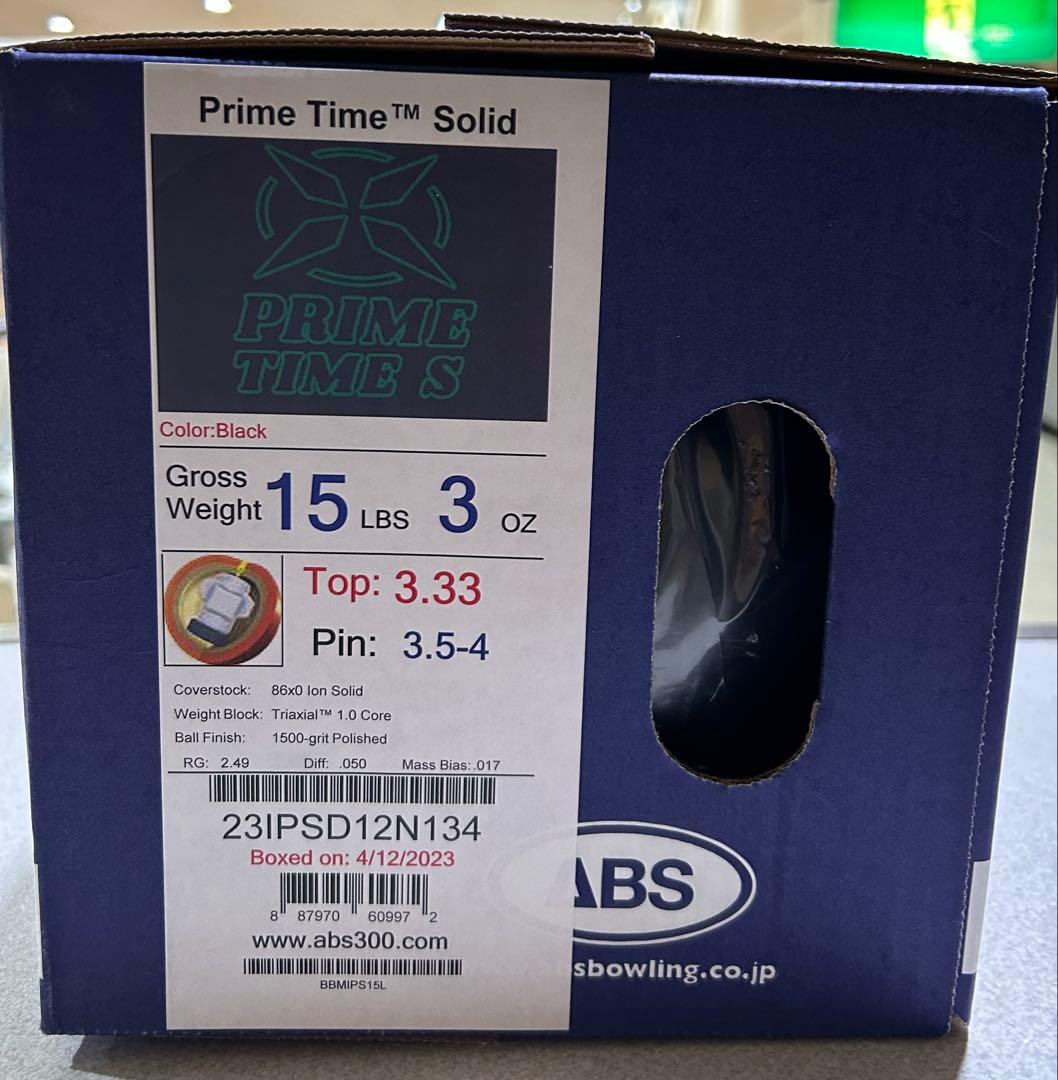 Prime Time™ Solid
PRIME
TIME S
Color:Black
Gross
Weight 15 LBS 3 OZ
Top: 3.33
Pin: 3.5-4
Coverstock: 86x0 Ion Solid
Weight Block: Triaxial™ 1.0 Core
Ball Finish: 1500-grit Polished
RG: 2.49 Diff: .050 Mass Bias: .017
23IPSD12N134
Boxed on: 4/12/2023
8 87970 60997 2
www.abs300.com
BBMIPS15L
ABS
absbowling.co.jp